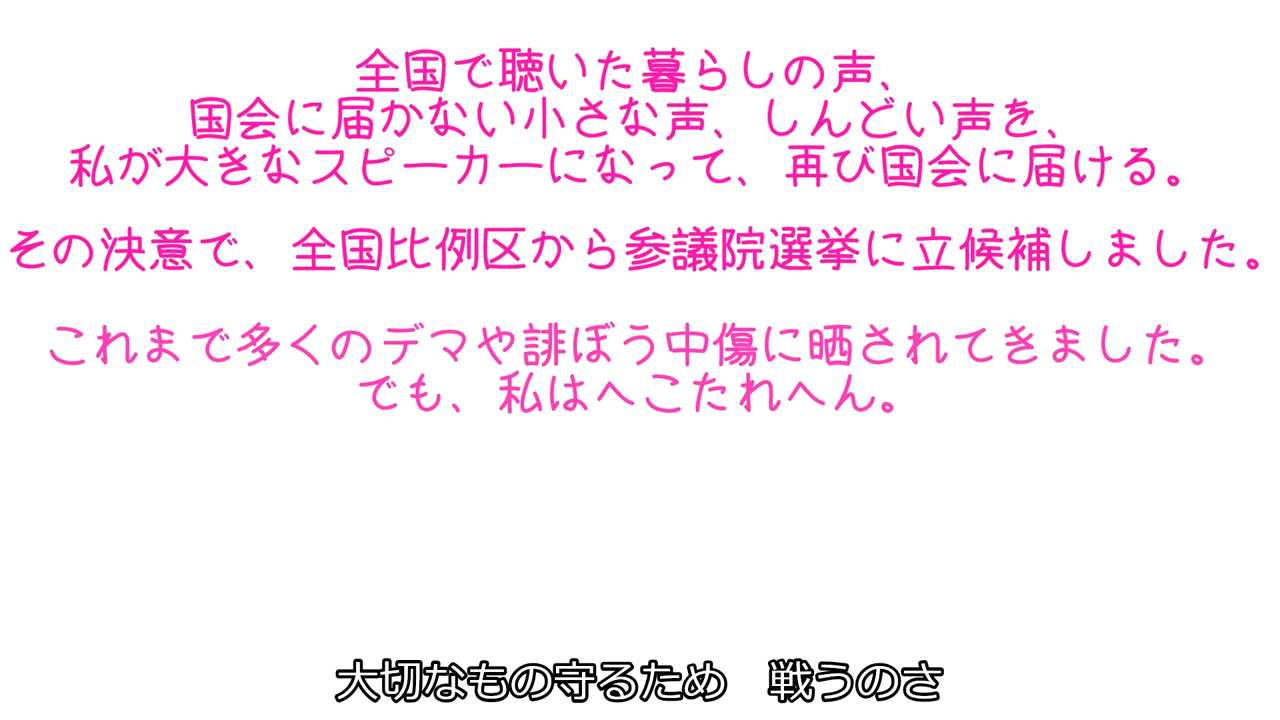 全国で聴いた暮らしの声、
国会に届かない小さな声、しんどい声を、
私が大きなスピーカーになって、再び国会に届ける。
その決意で、全国比例区から参議院選挙に立候補しました。
これまで多くのデマや誹ぼう中傷に晒されてきました。
でも、私はへこたれへん。
大切なもの守るため　戦うのさ